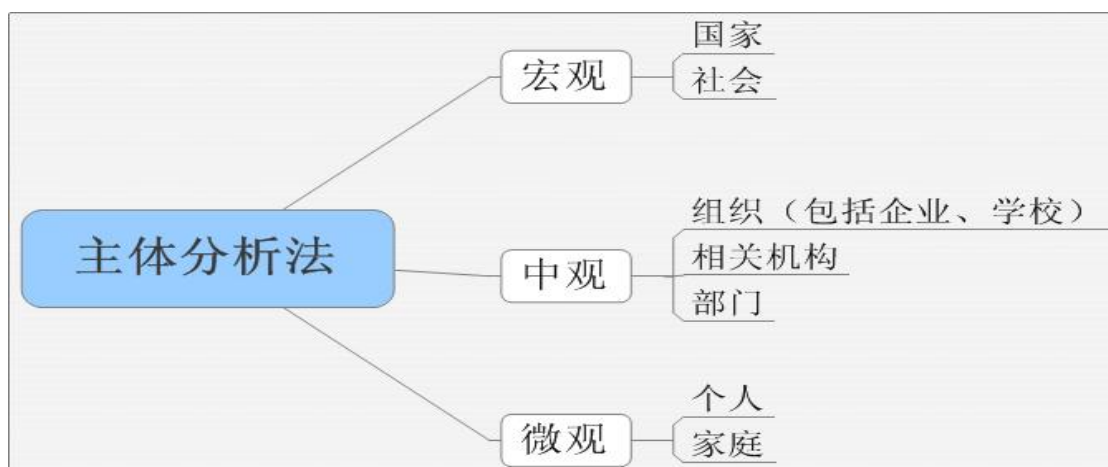 主体分析法
宏观
国家
社会
中观
组织（包括企业、学校）
相关机构
部门
微观
个人
家庭